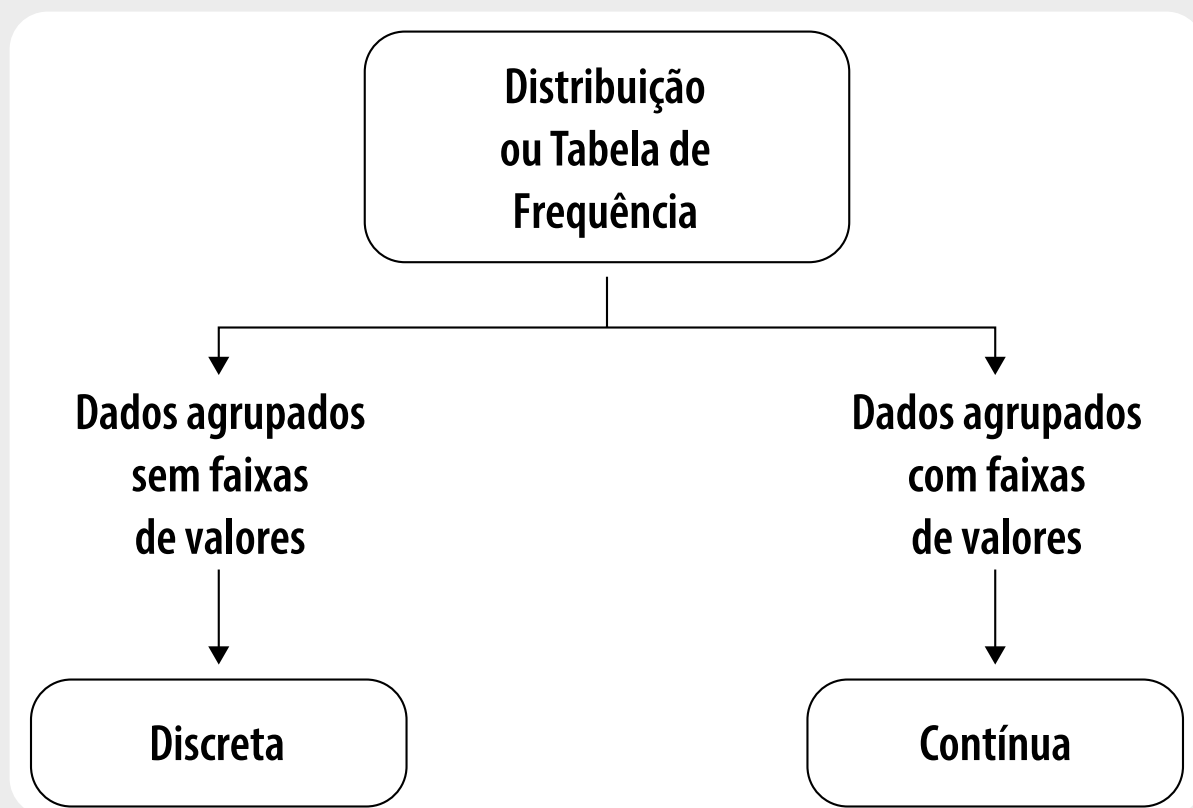 Distribuição
ou Tabela de
Frequência
Dados agrupados
sem faixas
de valores
Dados agrupados
com faixas
de valores
Discreta
Contínua